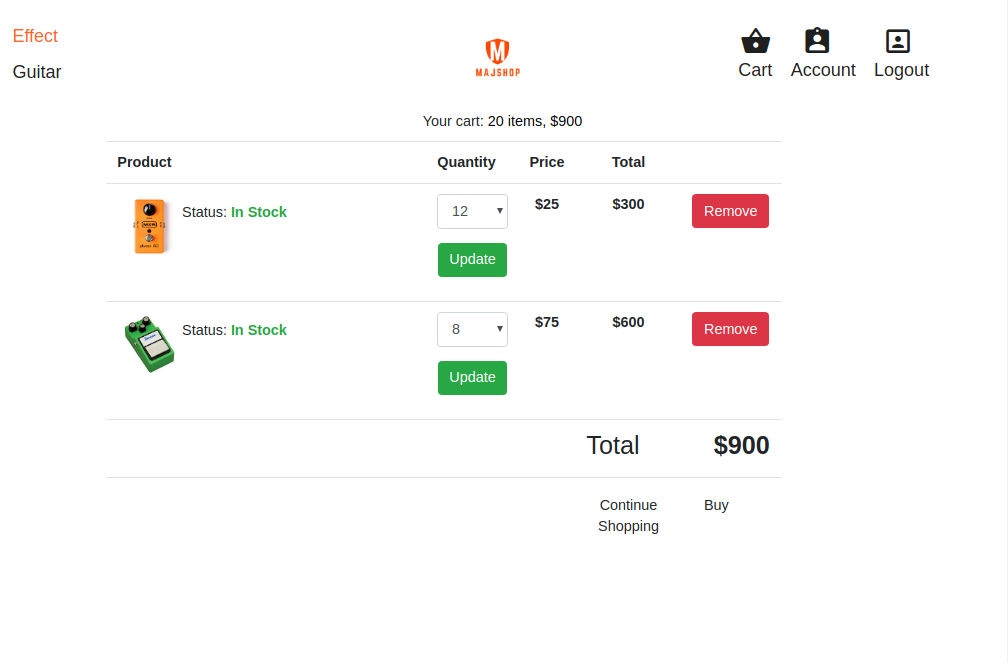 Effect
Guitar
MAJSHOP
Cart Account Logout
Your cart: 20 items, $900
Product Quantity Price Total
Status: In Stock 12 $25 $300 Remove
Update
Status: In Stock 8 $75 $600 Remove
Update
Total $900
Continue Buy
Shopping